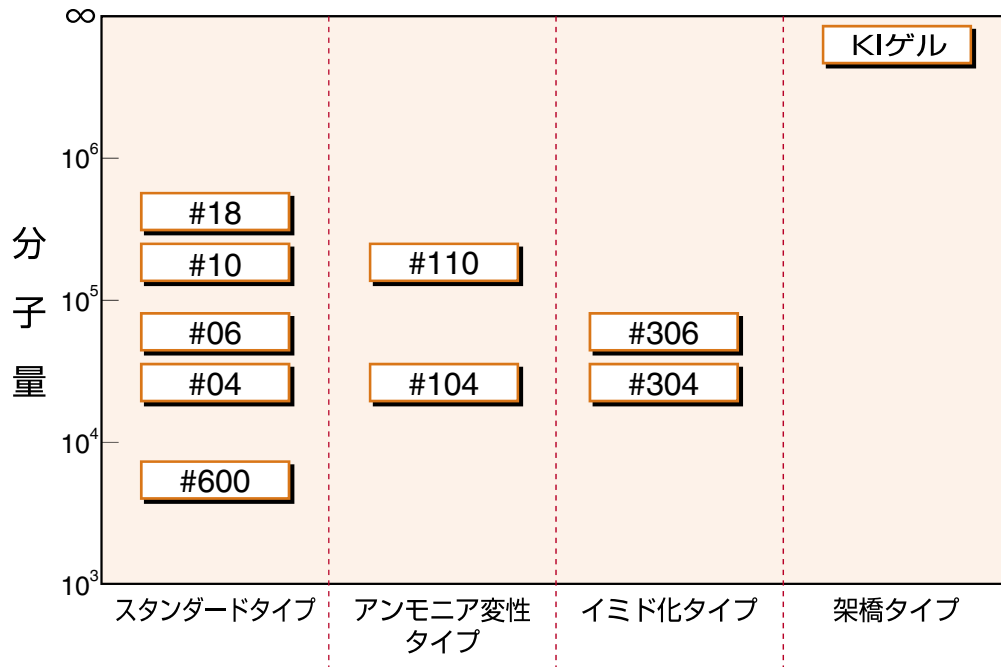 ∞
KIゲル
10⁶
#18
分子量
#10
#110
10⁵
#06
#306
#04
#104
#304
10⁴
#600
10³
スタンダードタイプ
アンモニア変性
タイプ
イミド化タイプ
架橋タイプ